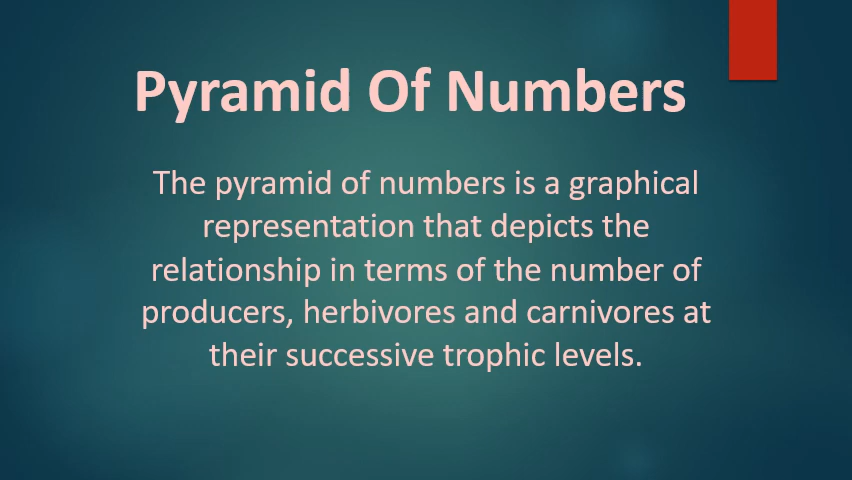 Pyramid Of Numbers
The pyramid of numbers is a graphical
representation that depicts the
relationship in terms of the number of
producers, herbivores and carnivores at
their successive trophic levels.